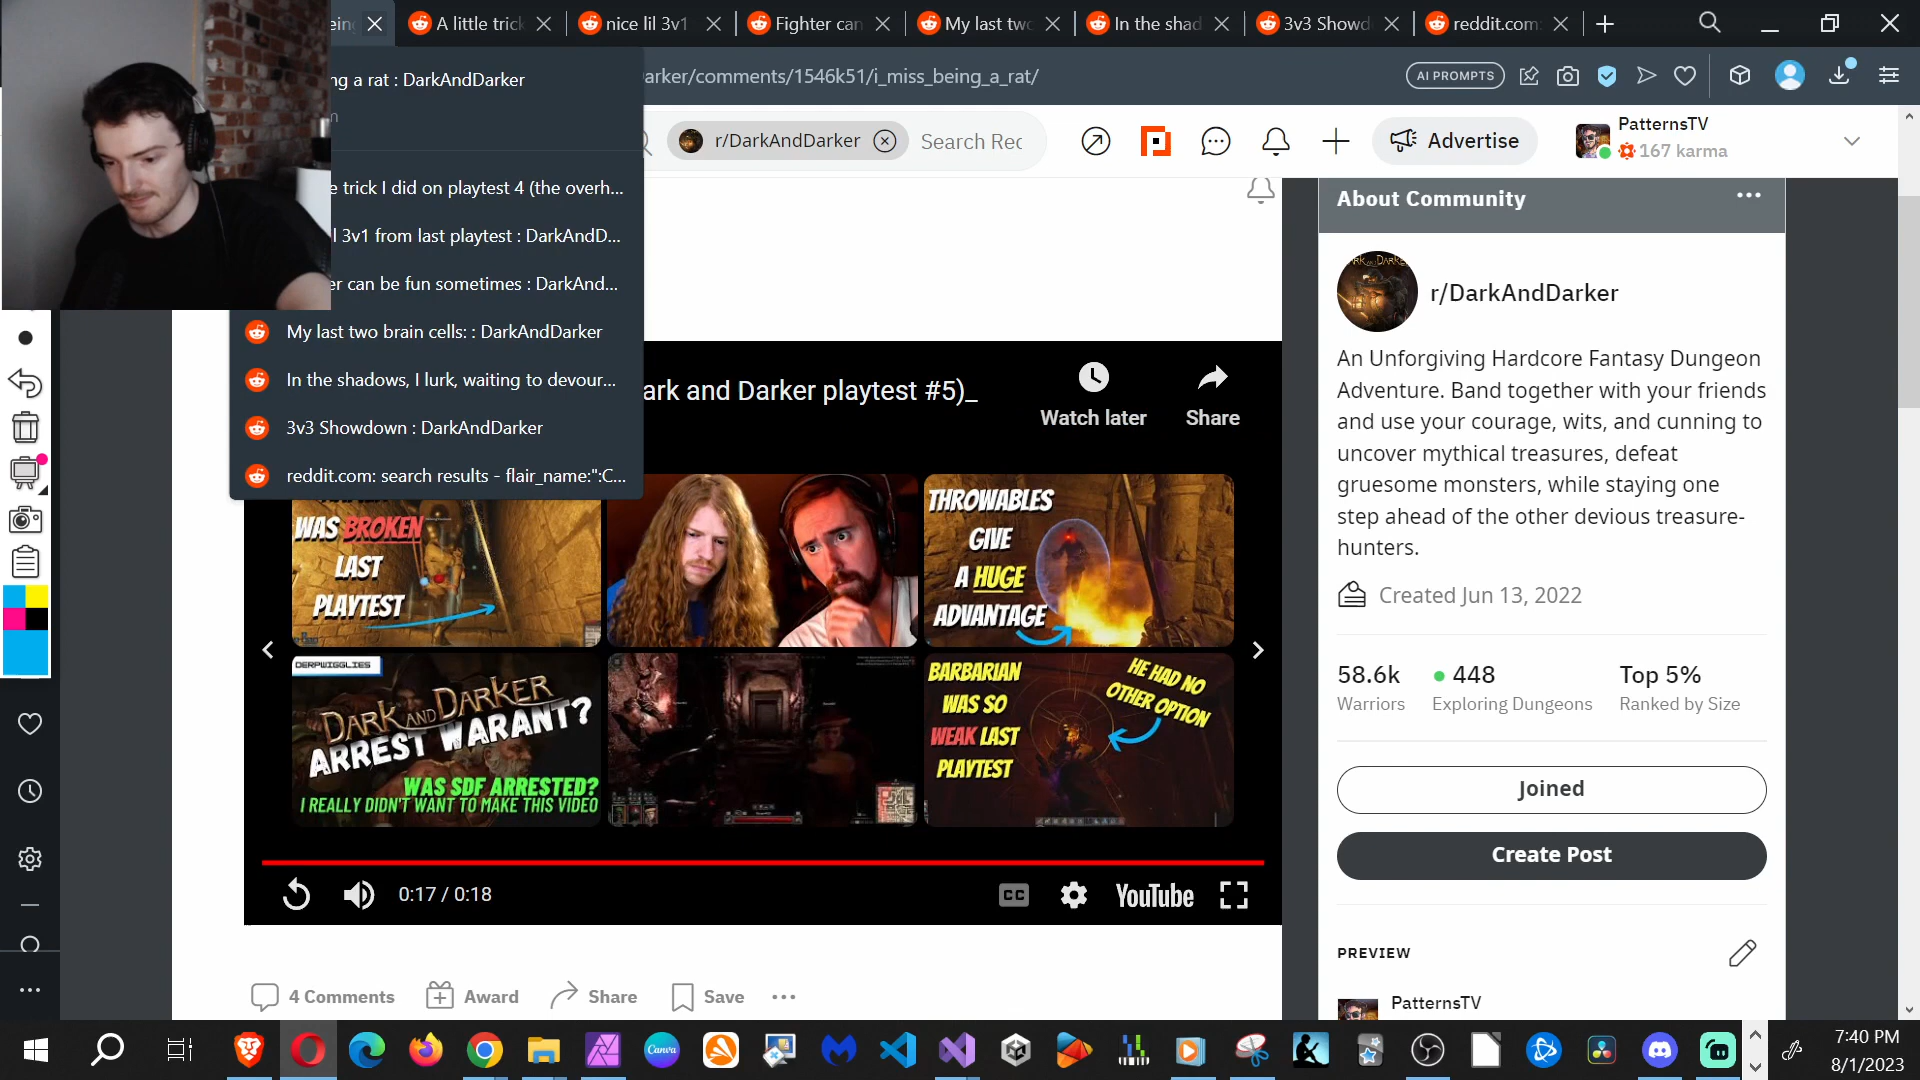 eing
A little trick
nice lil 3v1
Fighter can
My last two
In the shad
3v3 Showd
reddit.com:
ng a rat : DarkAndDarker
arker/comments/1546k51/i_miss_being_a_rat/
AI PROMPTS
r/DarkAndDarker
Search Rec
Advertise
PatternsTV
167 karma
e trick I did on playtest 4 (the overh...
l 3v1 from last playtest : DarkAndD...
er can be fun sometimes : DarkAnd...
My last two brain cells: : DarkAndDarker
In the shadows, I lurk, waiting to devour...
3v3 Showdown : DarkAndDarker
reddit.com: search results - flair_name:":C...
ark and Darker playtest #5)_
Watch later
Share
WAS BROKEN
LAST
PLAYTEST
THROWABLES
GIVE
A HUGE
ADVANTAGE
DERPWIGGLIES
DARK AND DARKER
ARREST WARANT?
WAS SDF ARRESTED?
I REALLY DIDN'T WANT TO MAKE THIS VIDEO
BARBARIAN
WAS SO
WEAK LAST
PLAYTEST
HE HAD NO
OTHER OPTION
0:17 / 0:18
CC
YouTube
4 Comments
Award
Share
Save
About Community
r/DarkAndDarker
An Unforgiving Hardcore Fantasy Dungeon
Adventure. Band together with your friends
and use your courage, wits, and cunning to
uncover mythical treasures, defeat
gruesome monsters, while staying one
step ahead of the other devious treasure-
hunters.
Created Jun 13, 2022
58.6k
Warriors
448
Exploring Dungeons
Top 5%
Ranked by Size
Joined
Create Post
PREVIEW
PatternsTV
Canva
7:40 PM
8/1/2023